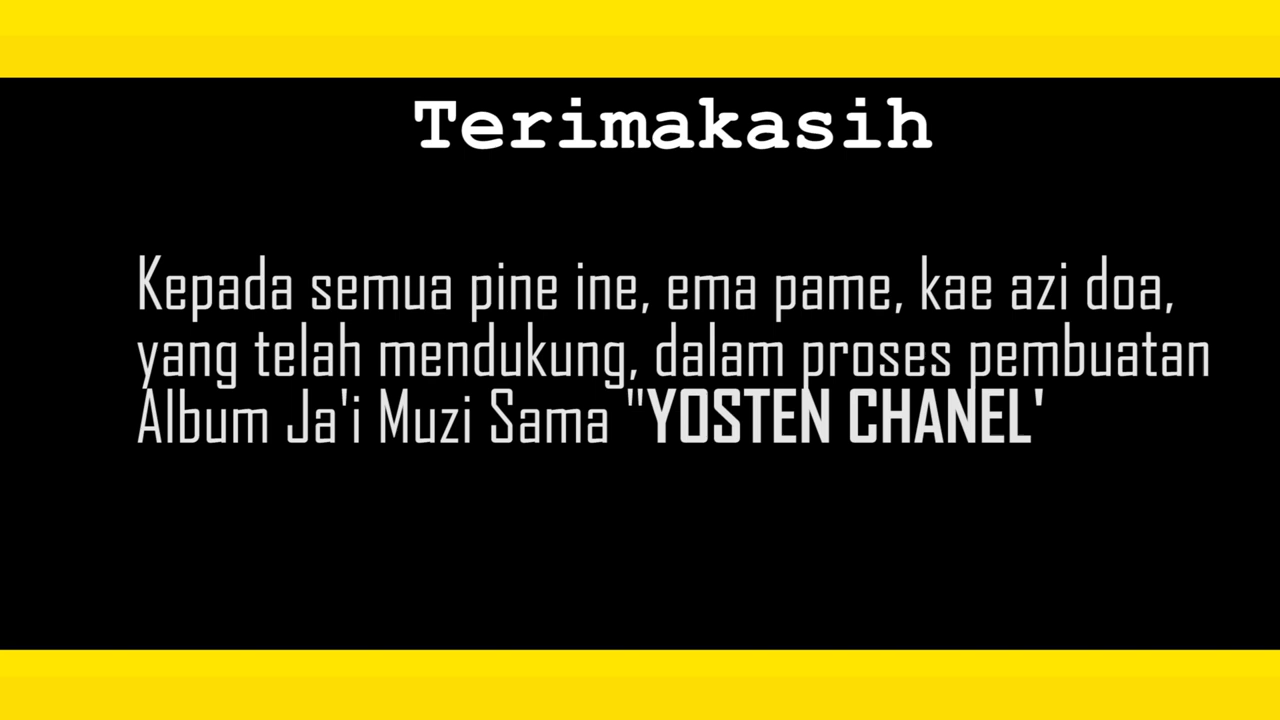 Terimakasih
Kepada semua pine ine, ema pame, kae azi doa,
yang telah mendukung, dalam proses pembuatan
Album Ja'i Muzi Sama "YOSTEN CHANEL'